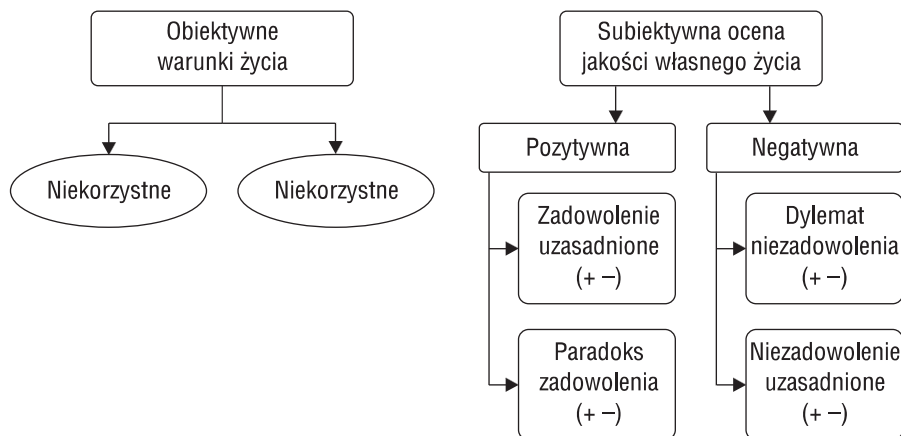 Obiektywne
warunki życia
Niekorzystne
Niekorzystne
Subiektywna ocena
jakości własnego życia
Pozytywna
Negatywna
Zadowolenie
uzasadnione
(+ –)
Dylemat
niezadowolenia
(+ –)
Paradoks
zadowolenia
(+ –)
Niezadowolenie
uzasadnione
(+ –)